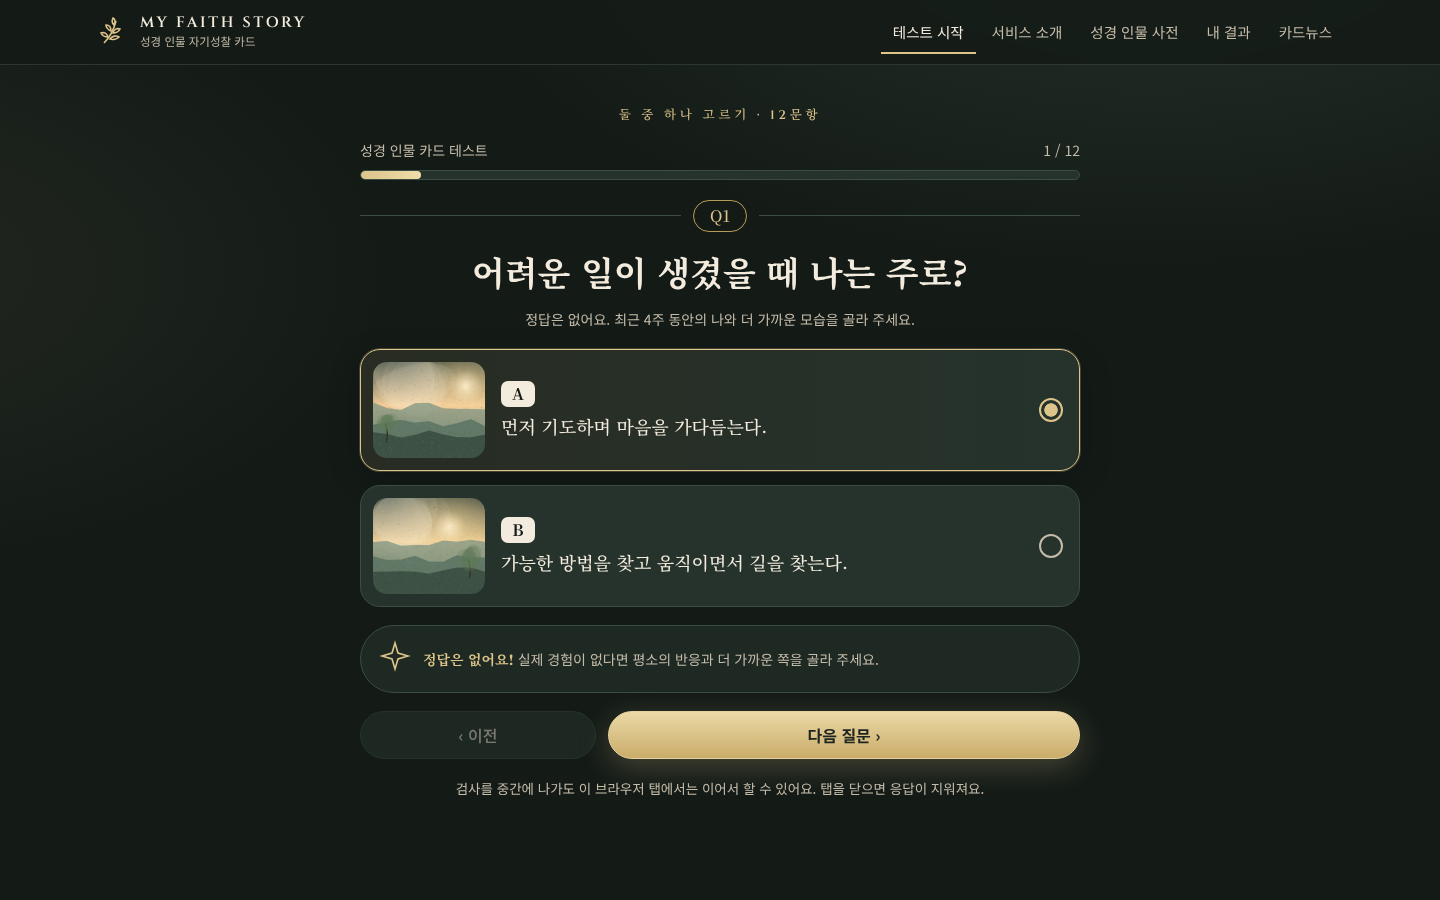 MY FAITH STORY
성경 인물 자기성찰 카드
테스트 시작
서비스 소개
성경 인물 사전
내 결과
카드뉴스
둘 중 하나 고르기 · 12문항
성경 인물 카드 테스트
1 / 12
Q1
어려운 일이 생겼을 때 나는 주로?
정답은 없어요. 최근 4주 동안의 나와 더 가까운 모습을 골라 주세요.
A
먼저 기도하며 마음을 가다듬는다.
B
가능한 방법을 찾고 움직이면서 길을 찾는다.
정답은 없어요! 실제 경험이 없다면 평소의 반응과 더 가까운 쪽을 골라 주세요.
‹ 이전
다음 질문 ›
검사를 중간에 나가도 이 브라우저 탭에서는 이어서 할 수 있어요. 탭을 닫으면 응답이 지워져요.